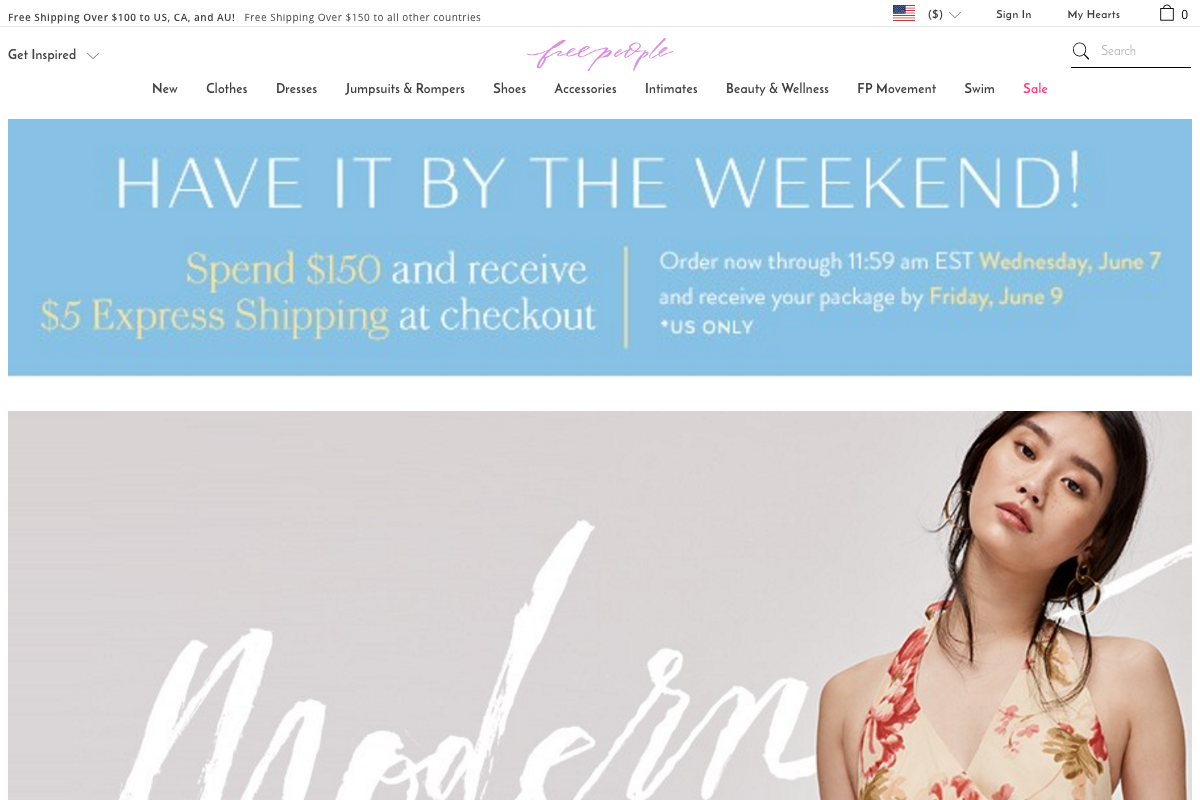 Free Shipping Over $100 to US, CA, and AU! Free Shipping Over $150 to all other countries
($) Sign In My Hearts 0
Get Inspired
free people
Search
New Clothes Dresses Jumpsuits & Rompers Shoes Accessories Intimates Beauty & Wellness FP Movement Swim Sale
HAVE IT BY THE WEEKEND!
Spend $150 and receive
$5 Express Shipping at checkout
Order now through 11:59 am EST Wednesday, June 7
and receive your package by Friday, June 9
*US ONLY
Modern